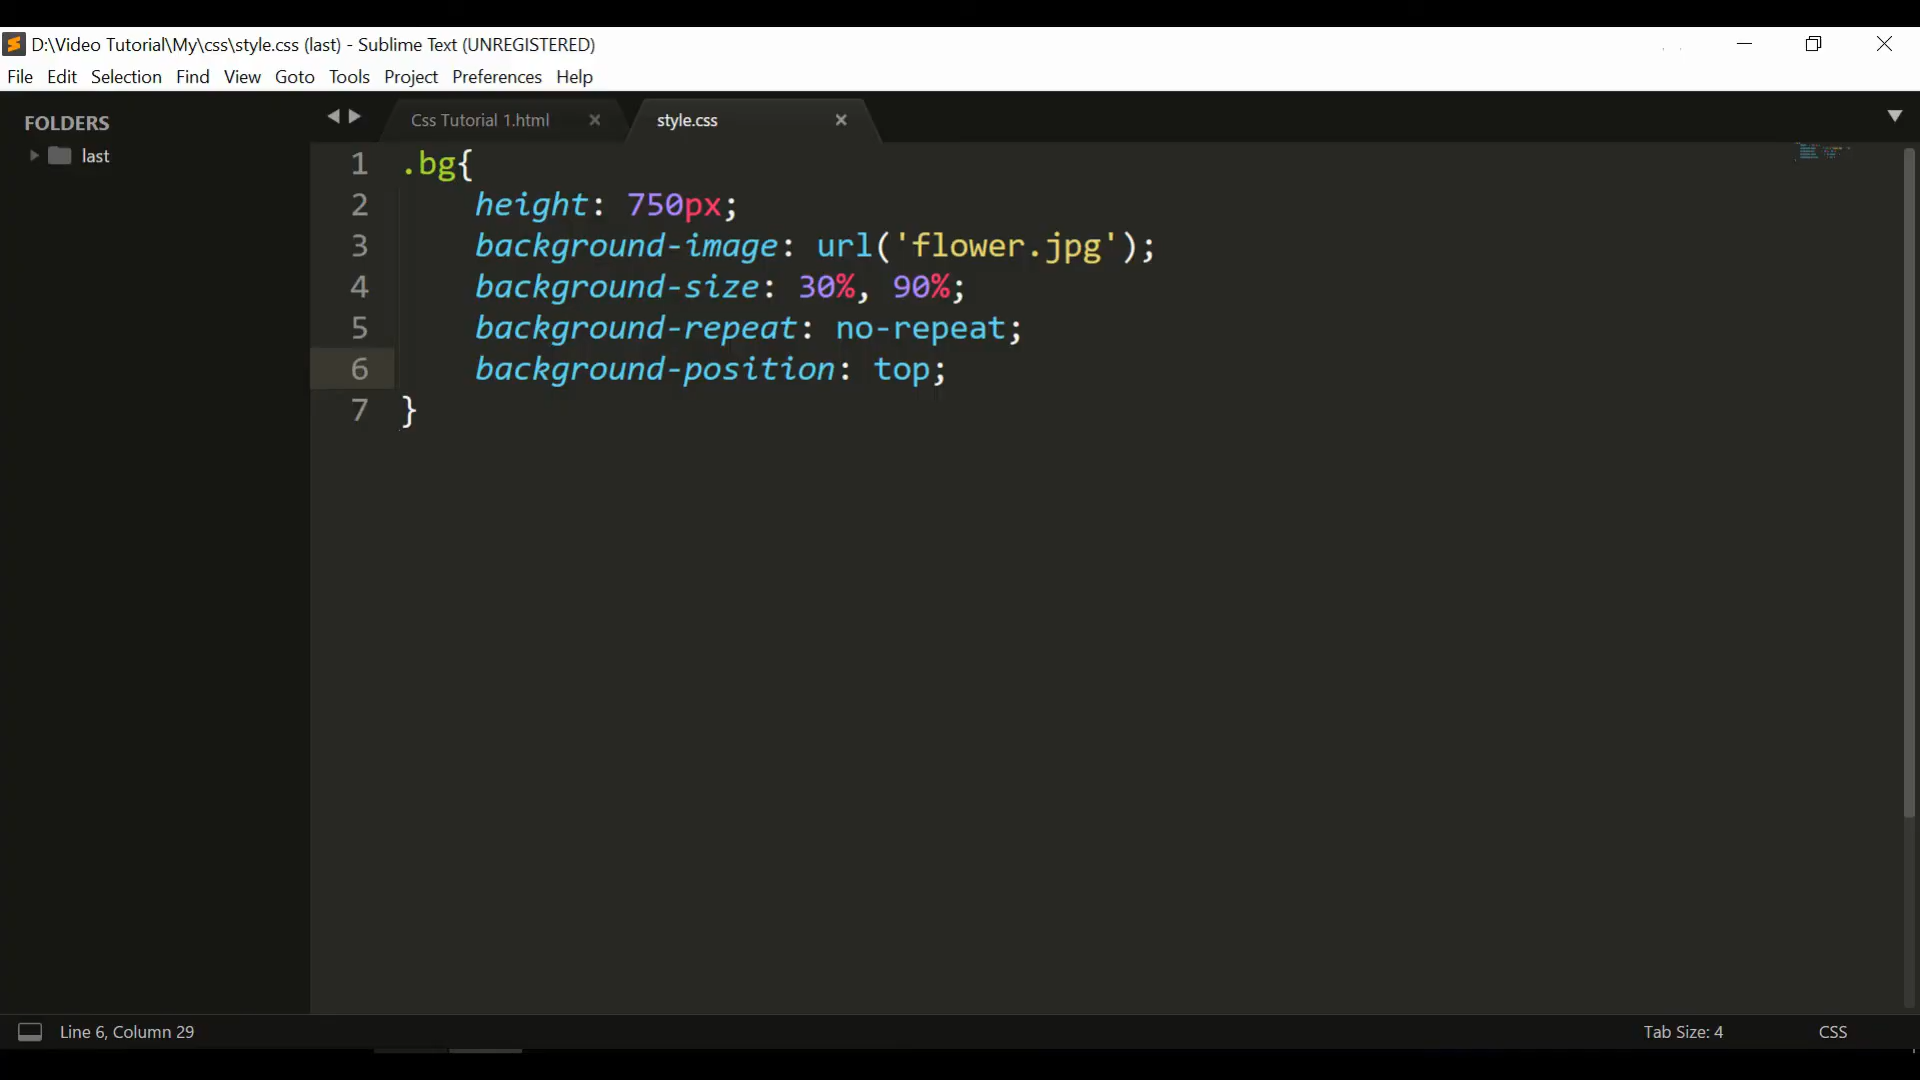 D:\Video Tutorial\My\css\style.css (last) - Sublime Text (UNREGISTERED)
File Edit Selection Find View Goto Tools Project Preferences Help
FOLDERS
last
Css Tutorial 1.html
style.css
1 .bg{
2 height: 750px;
3 background-image: url('flower.jpg');
4 background-size: 30%, 90%;
5 background-repeat: no-repeat;
6 background-position: top;
7 }
Line 6, Column 29
Tab Size: 4
CSS